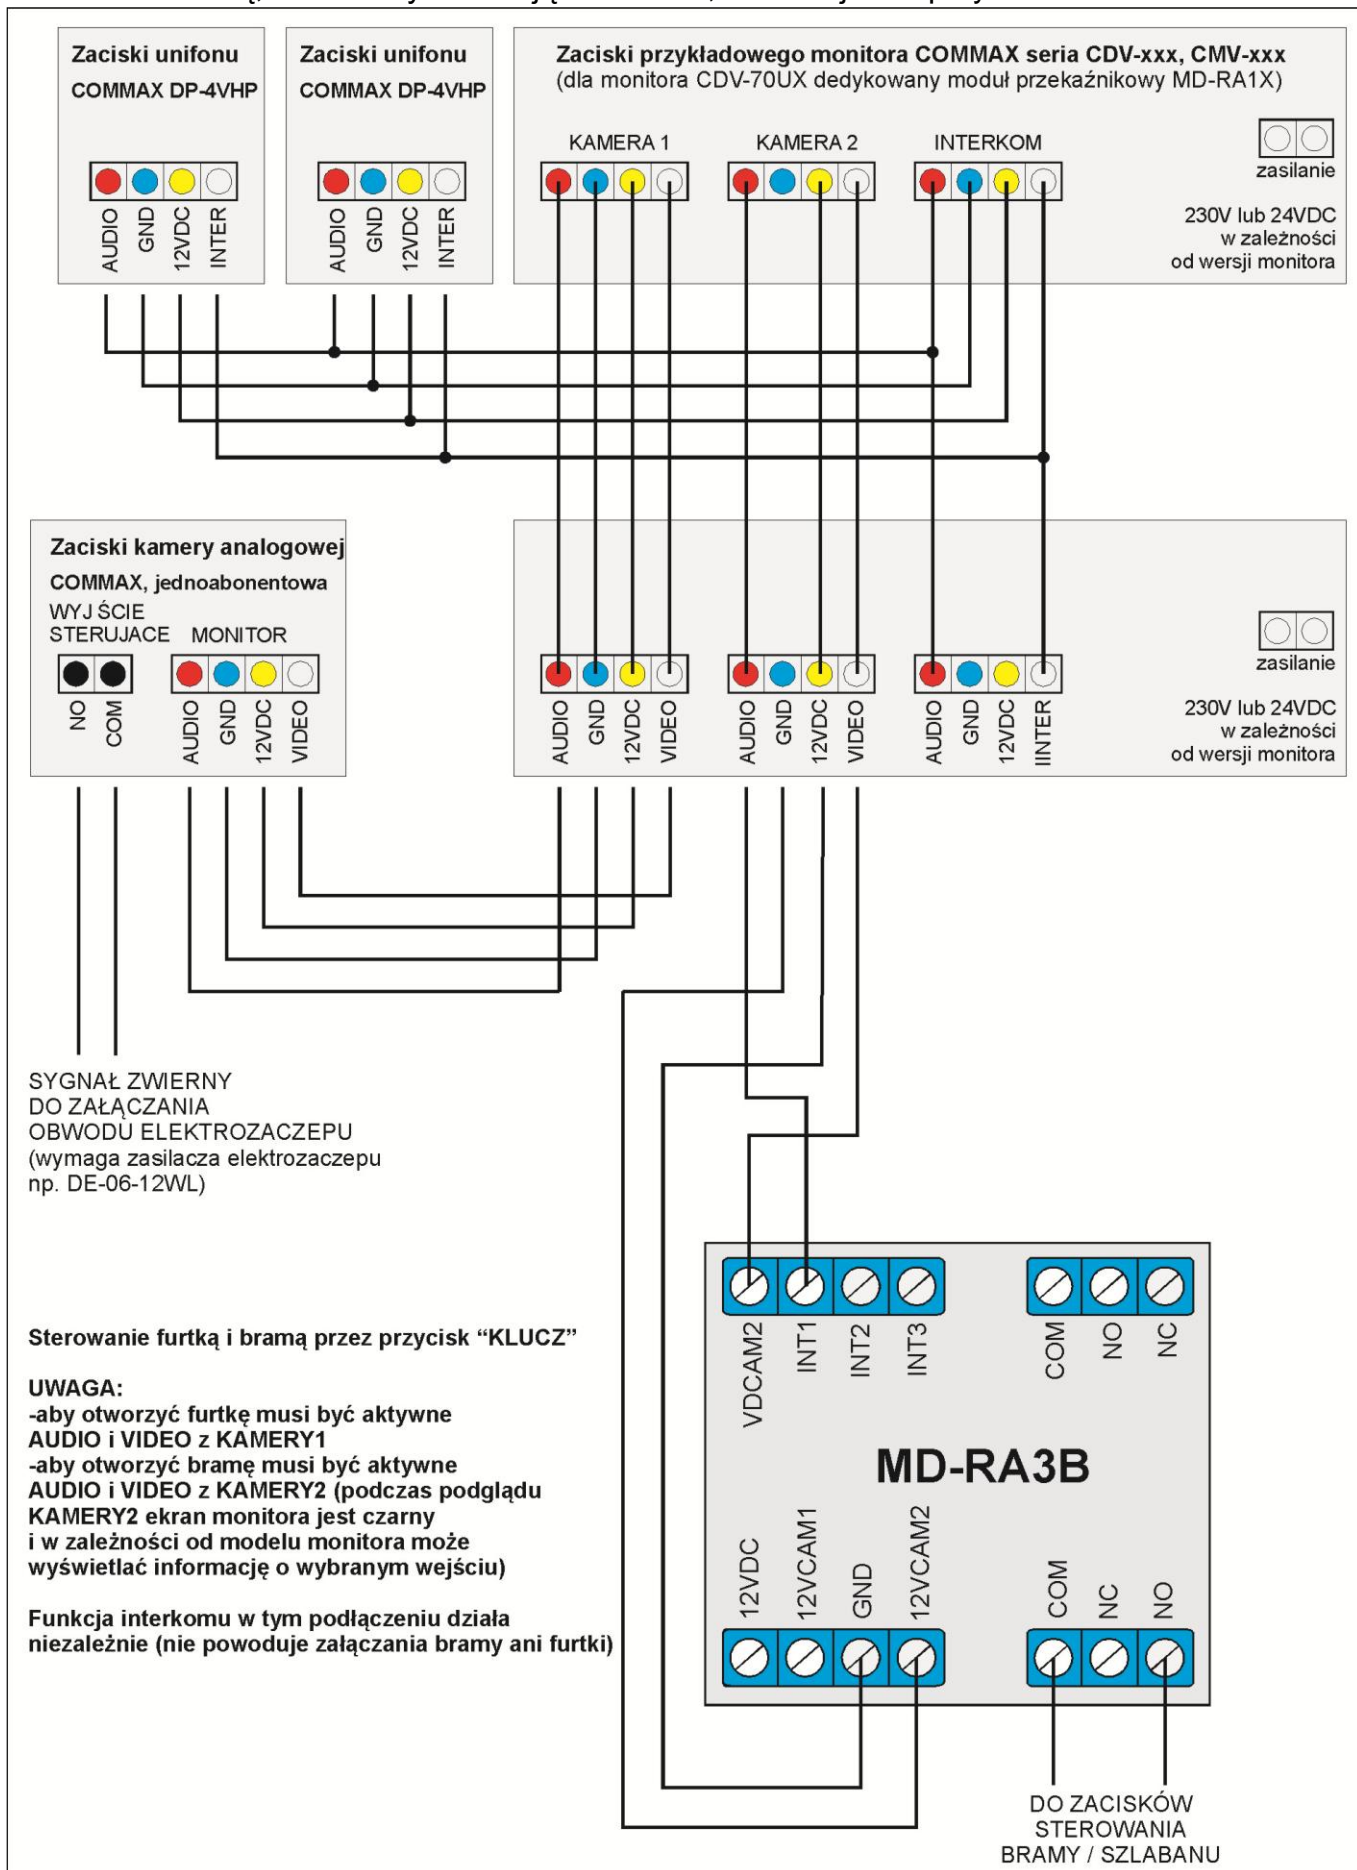 Zaciski unifonu
COMMAX DP-4VHP
AUDIO
GND
12VDC
INTER
Zaciski unifonu
COMMAX DP-4VHP
AUDIO
GND
12VDC
INTER
Zaciski przykładowego monitora COMMAX seria CDV-xxx, CMV-xxx
(dla monitora CDV-70UX dedykowany moduł przekaźnikowy MD-RA1X)
KAMERA 1
KAMERA 2
INTERKOM
zasilanie
230V lub 24VDC
w zależności
od wersji monitora
Zaciski kamery analogowej
COMMAX, jednoabonentowa
WYJ ŚCIE
STERUJACE
MONITOR
NO
COM
AUDIO
GND
12VDC
VIDEO
AUDIO
GND
12VDC
VIDEO
AUDIO
GND
12VDC
VIDEO
AUDIO
GND
12VDC
IINTER
zasilanie
230V lub 24VDC
w zależności
od wersji monitora
SYGNAŁ ZWIERNY
DO ZAŁĄCZANIA
OBWODU ELEKTROZACZEPU
(wymaga zasilacza elektrozaczepu
np. DE-06-12WL)
Sterowanie furtką i bramą przez przycisk “KLUCZ”
UWAGA:
-aby otworzyć furtkę musi być aktywne
AUDIO i VIDEO z KAMERY1
-aby otworzyć bramę musi być aktywne
AUDIO i VIDEO z KAMERY2 (podczas podglądu
KAMERY2 ekran monitora jest czarny
i w zależności od modelu monitora może
wyświetlać informację o wybranym wejściu)
Funkcja interkomu w tym podłączeniu działa
niezależnie (nie powoduje załączania bramy ani furtki)
VDCAM2
INT1
INT2
INT3
COM
NO
NC
MD-RA3B
12VDC
12VCAM1
GND
12VCAM2
COM
NC
NO
DO ZACISKÓW
STEROWANIA
BRAMY / SZLABANU